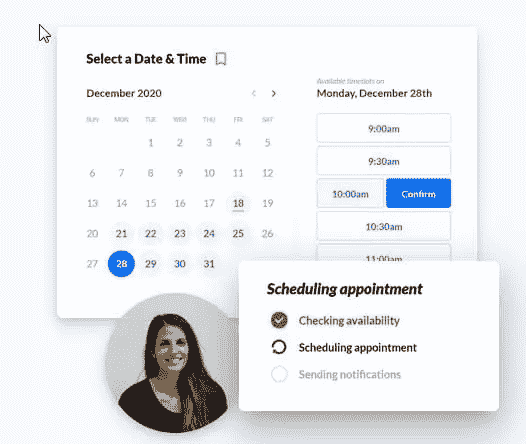 Select a Date & Time
December 2020
SUN MON TUE WED THU FRI SAT
1 2 3 4 5
6 7 8 9 10 11 12
13 14 15 16 17 18 19
20 21 22 23 24 25 26
27 28 29 30 31
Available timeslots on
Monday, December 28th
9:00am
9:30am
10:00am Confirm
10:30am
11:00am
Scheduling appointment
Checking availability
Scheduling appointment
Sending notifications